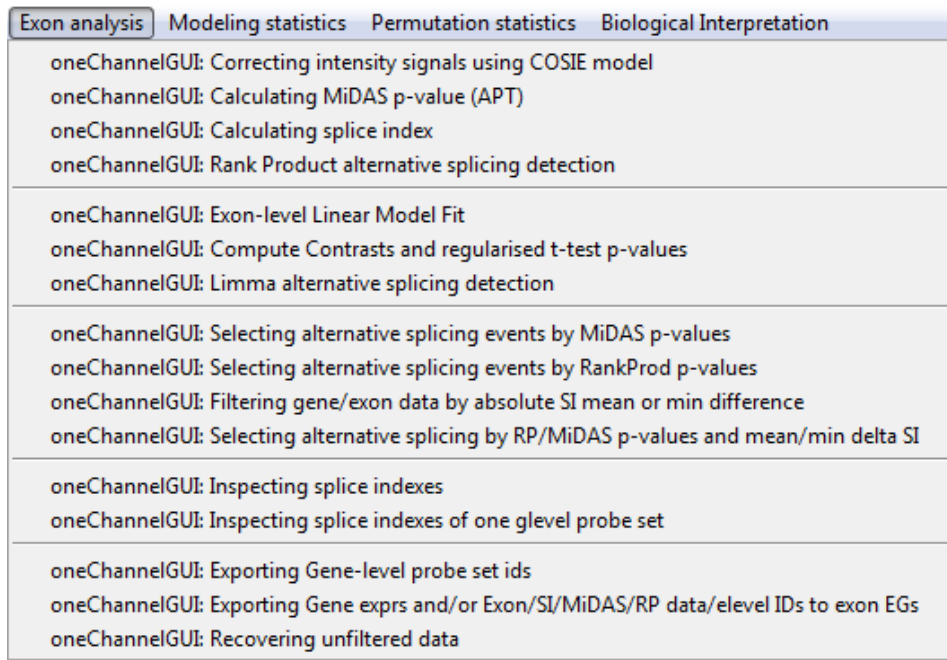 Exon analysis Modeling statistics Permutation statistics Biological Interpretation
oneChannelGUI: Correcting intensity signals using COSIE model
oneChannelGUI: Calculating MiDAS p-value (APT)
oneChannelGUI: Calculating splice index
oneChannelGUI: Rank Product alternative splicing detection
oneChannelGUI: Exon-level Linear Model Fit
oneChannelGUI: Compute Contrasts and regularised t-test p-values
oneChannelGUI: Limma alternative splicing detection
oneChannelGUI: Selecting alternative splicing events by MiDAS p-values
oneChannelGUI: Selecting alternative splicing events by RankProd p-values
oneChannelGUI: Filtering gene/exon data by absolute SI mean or min difference
oneChannelGUI: Selecting alternative splicing by RP/MiDAS p-values and mean/min delta SI
oneChannelGUI: Inspecting splice indexes
oneChannelGUI: Inspecting splice indexes of one glevel probe set
oneChannelGUI: Exporting Gene-level probe set ids
oneChannelGUI: Exporting Gene exprs and/or Exon/SI/MiDAS/RP data/elevel IDs to exon EGs
oneChannelGUI: Recovering unfiltered data